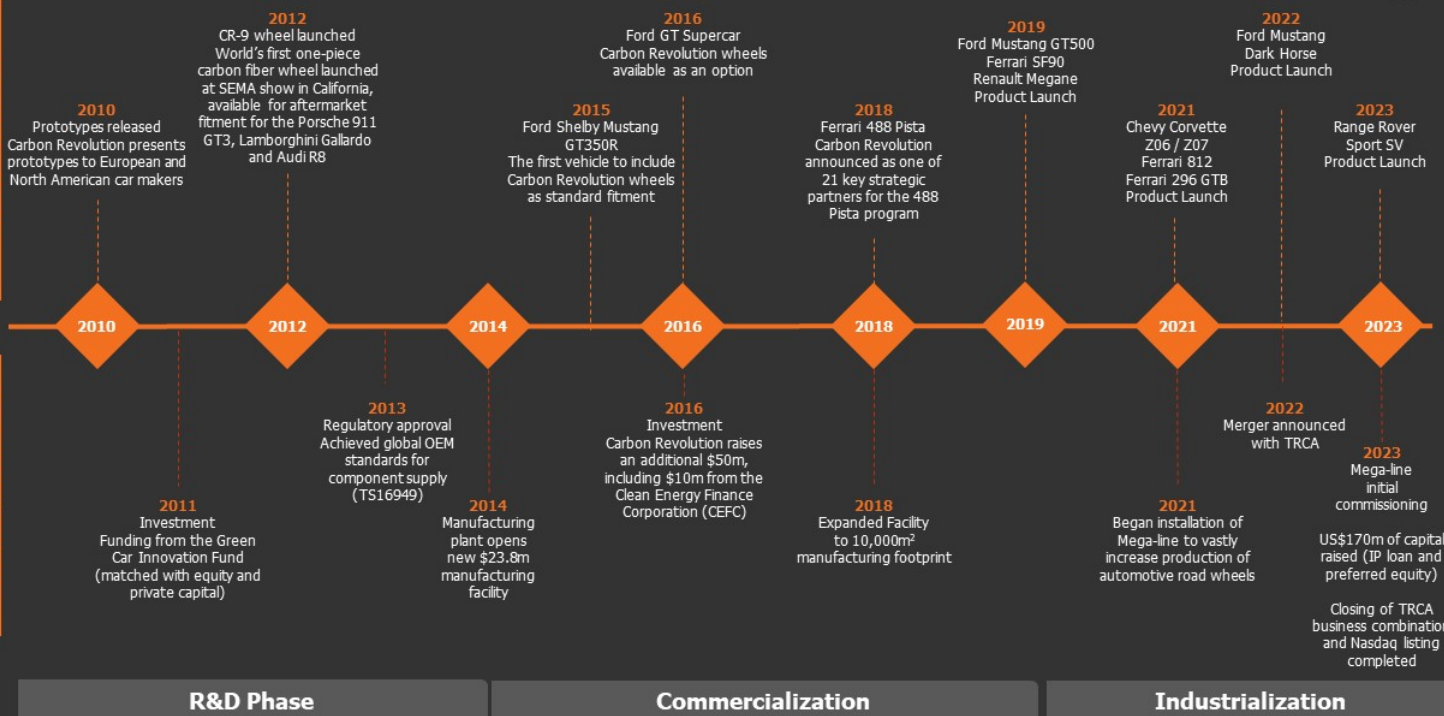 2010
Prototypes released
Carbon Revolution presents
prototypes to European and
North American car makers
2012
CR-9 wheel launched
World's first one-piece
carbon fiber wheel launched
at SEMA show in California,
available for aftermarket
fitment for the Porsche 911
GT3, Lamborghini Gallardo
and Audi R8
2015
Ford Shelby Mustang
GT350R
The first vehicle to include
Carbon Revolution wheels
as standard fitment
2016
Ford GT Supercar
Carbon Revolution wheels
available as an option
2018
Ferrari 488 Pista
Carbon Revolution
announced as one of
21 key strategic
partners for the 488
Pista program
2019
Ford Mustang GT500
Ferrari SF90
Renault Megane
Product Launch
2021
Chevy Corvette
Z06 / Z07
Ferrari 812
Ferrari 296 GTB
Product Launch
2022
Ford Mustang
Dark Horse
Product Launch
2023
Range Rover
Sport SV
Product Launch
2010
2012
2014
2016
2018
2019
2021
2023
2011
Investment
Funding from the Green
Car Innovation Fund
(matched with equity and
private capital)
2013
Regulatory approval
Achieved global OEM
standards for
component supply
(TS16949)
2014
Manufacturing
plant opens
new $23.8m
manufacturing
facility
2016
Investment
Carbon Revolution raises
an additional $50m,
including $10m from the
Clean Energy Finance
Corporation (CEFC)
2018
Expanded Facility
to 10,000m²
manufacturing footprint
2021
Began installation of
Mega-line to vastly
increase production of
automotive road wheels
2022
Merger announced
with TRCA
2023
Mega-line
initial
commissioning
US$170m of capital
raised (IP loan and
preferred equity)
Closing of TRCA
business combination
and Nasdaq listing
completed
R&D Phase
Commercialization
Industrialization